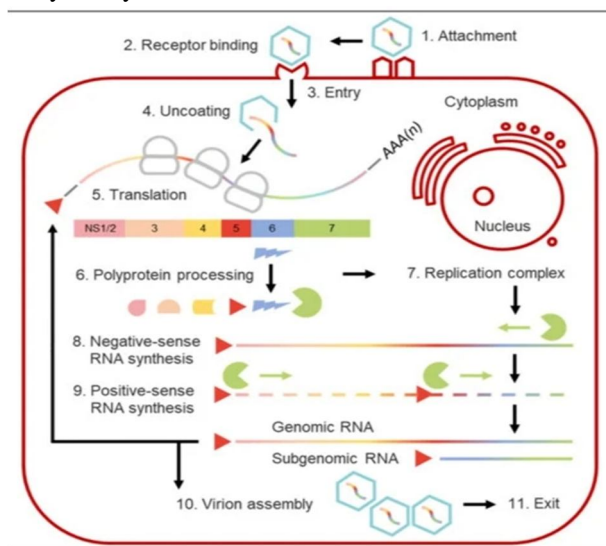 2. Receptor binding
1. Attachment
3. Entry
Cytoplasm
4. Uncoating
AAA(n)
5. Translation
Nucleus
NS1/2 3 4 5 6 7
6. Polyprotein processing
7. Replication complex
8. Negative-sense
RNA synthesis
9. Positive-sense
RNA synthesis
Genomic RNA
Subgenomic RNA
10. Virion assembly
11. Exit